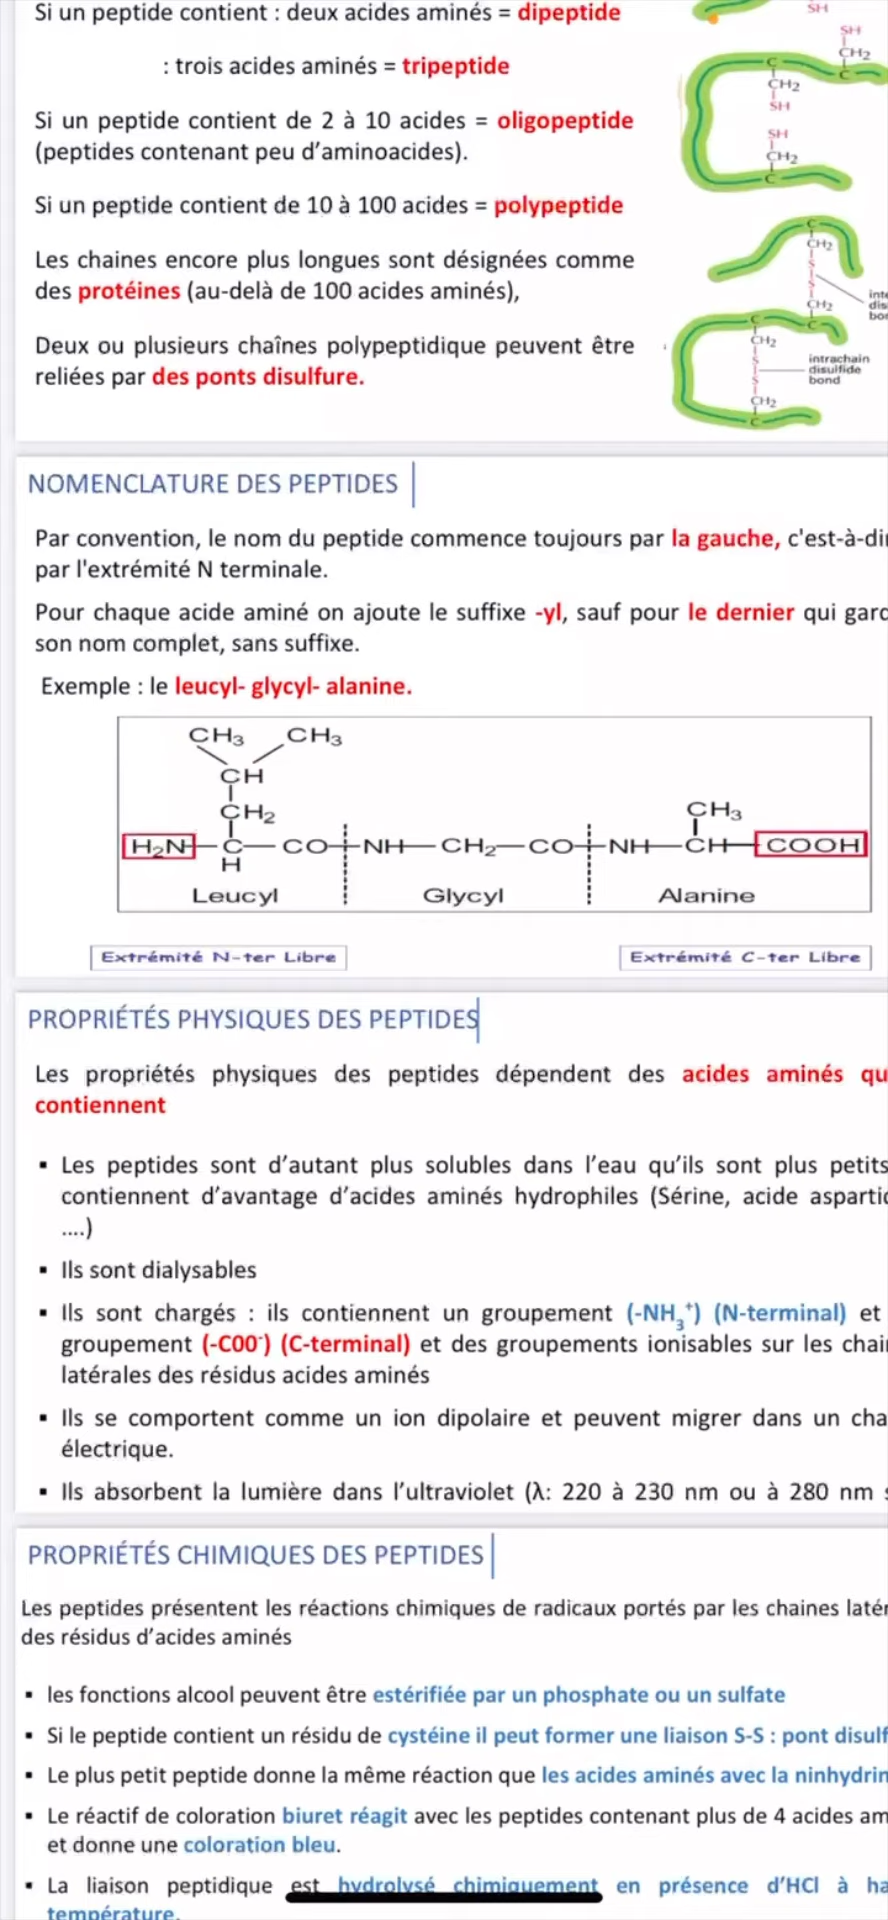 Si un peptide contient : deux acides aminés = dipeptide
: trois acides aminés = tripeptide
Si un peptide contient de 2 à 10 acides = oligopeptide
(peptides contenant peu d'aminoacides).
Si un peptide contient de 10 à 100 acides = polypeptide
Les chaines encore plus longues sont désignées comme
des protéines (au-delà de 100 acides aminés),
Deux ou plusieurs chaînes polypeptidique peuvent être
reliées par des ponts disulfure.
SH
SH
CH₂
C
C
CH₂
SH
SH
CH₂
C
C
CH₂
S
S
CH₂
C
C
CH₂
S
S
CH₂
C
intrachain
disulfide
bond
NOMENCLATURE DES PEPTIDES
Par convention, le nom du peptide commence toujours par la gauche, c'est-à-di
par l'extrémité N terminale.
Pour chaque acide aminé on ajoute le suffixe -yl, sauf pour le dernier qui gard
son nom complet, sans suffixe.
Exemple : le leucyl- glycyl- alanine.
CH₃ CH₃
CH
CH₂ CH₃
H₂N—C—CO—NH—CH₂—CO—NH—CH—COOH
H
Leucyl Glycyl Alanine
Extrémité N-ter Libre Extrémité C-ter Libre
PROPRIÉTÉS PHYSIQUES DES PEPTIDES
Les propriétés physiques des peptides dépendent des acides aminés qu
contiennent
▪ Les peptides sont d'autant plus solubles dans l'eau qu'ils sont plus petits
contiennent d'avantage d'acides aminés hydrophiles (Sérine, acide aspartic
....)
▪ Ils sont dialysables
▪ Ils sont chargés : ils contiennent un groupement (-NH₃⁺) (N-terminal) et
groupement (-C00⁻) (C-terminal) et des groupements ionisables sur les chai
latérales des résidus acides aminés
▪ Ils se comportent comme un ion dipolaire et peuvent migrer dans un cha
électrique.
▪ Ils absorbent la lumière dans l'ultraviolet (λ: 220 à 230 nm ou à 280 nm
PROPRIÉTÉS CHIMIQUES DES PEPTIDES
Les peptides présentent les réactions chimiques de radicaux portés par les chaines latér
des résidus d'acides aminés
▪ les fonctions alcool peuvent être estérifiée par un phosphate ou un sulfate
▪ Si le peptide contient un résidu de cystéine il peut former une liaison S-S : pont disulf
▪ Le plus petit peptide donne la même réaction que les acides aminés avec la ninhydrin
▪ Le réactif de coloration biuret réagit avec les peptides contenant plus de 4 acides am
et donne une coloration bleu.
▪ La liaison peptidique est hydrolysé chimiquement en présence d'HCl à ha
température.